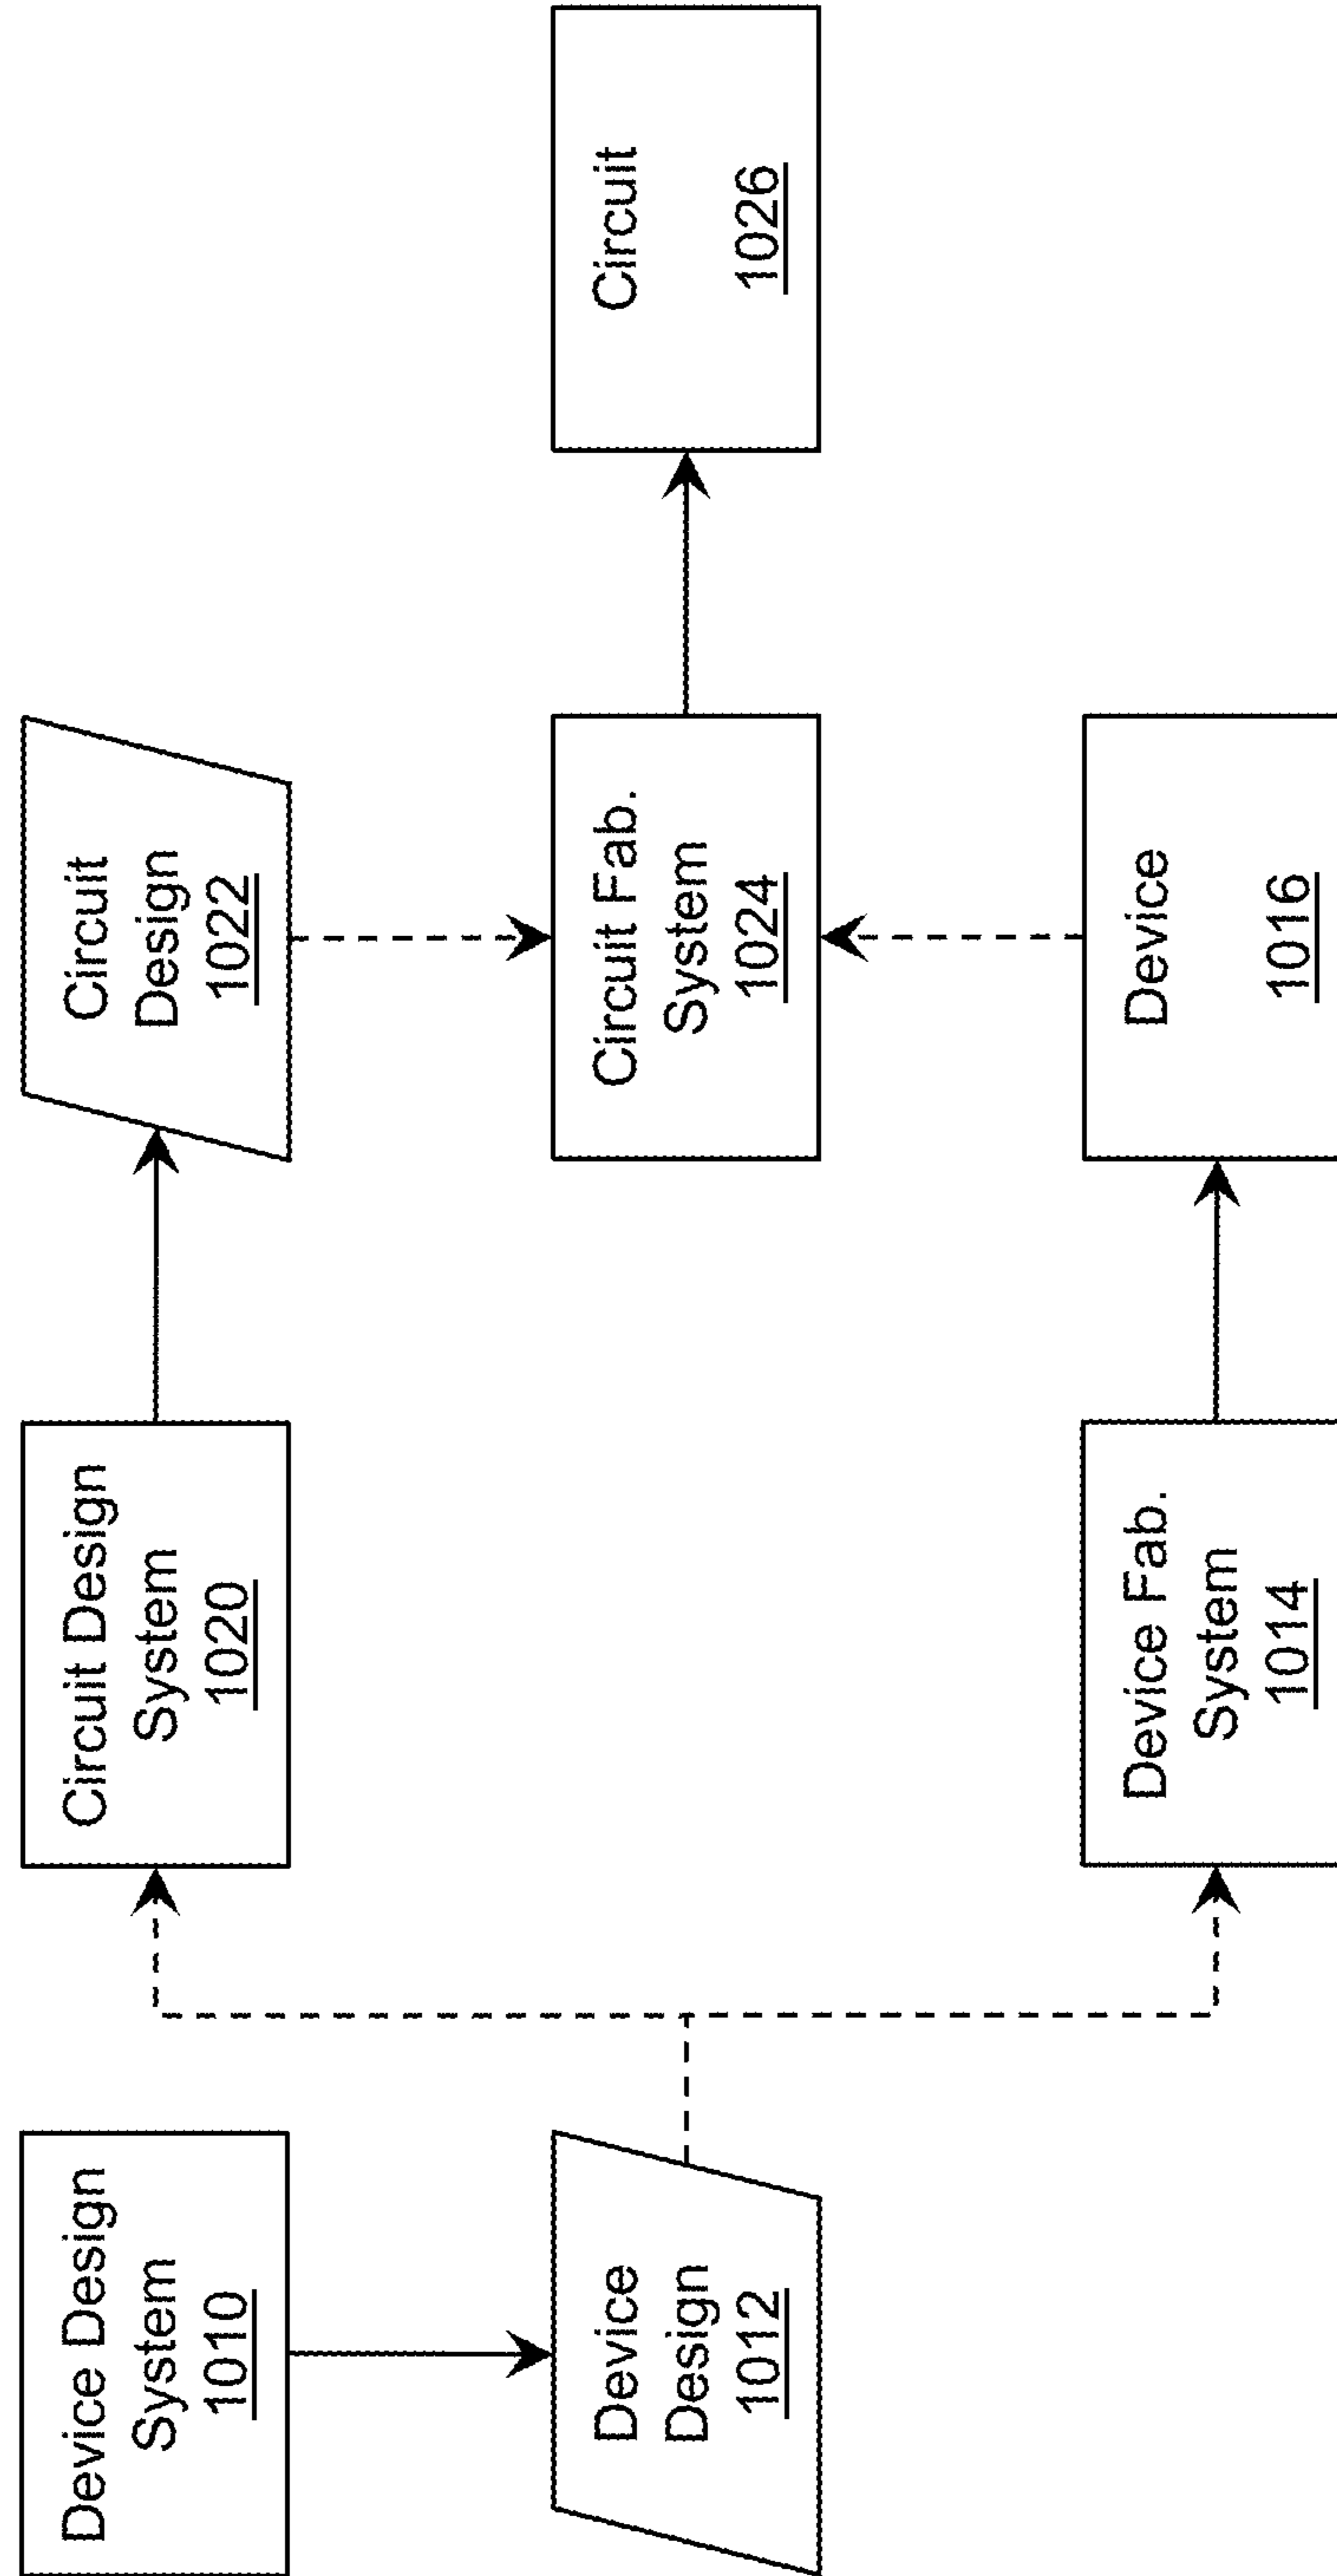 Device Design
System
1010
Device
Design
1012
Circuit Design
System
1020
Device Fab.
System
1014
Circuit
Design
1022
Circuit Fab.
System
1024
Device
1016
Circuit
1026